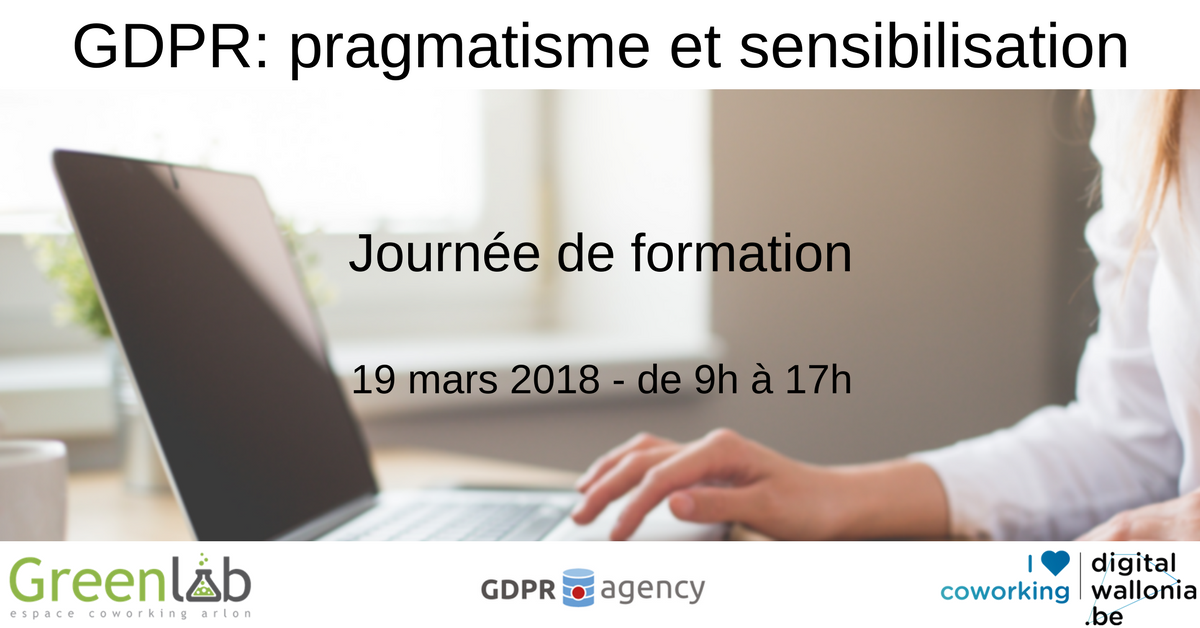 GDPR: pragmatisme et sensibilisation
Journée de formation
19 mars 2018 - de 9h à 17h
Greenlab
espace coworking arlon
GDPR agency
I
coworking
digital
wallonia
.be